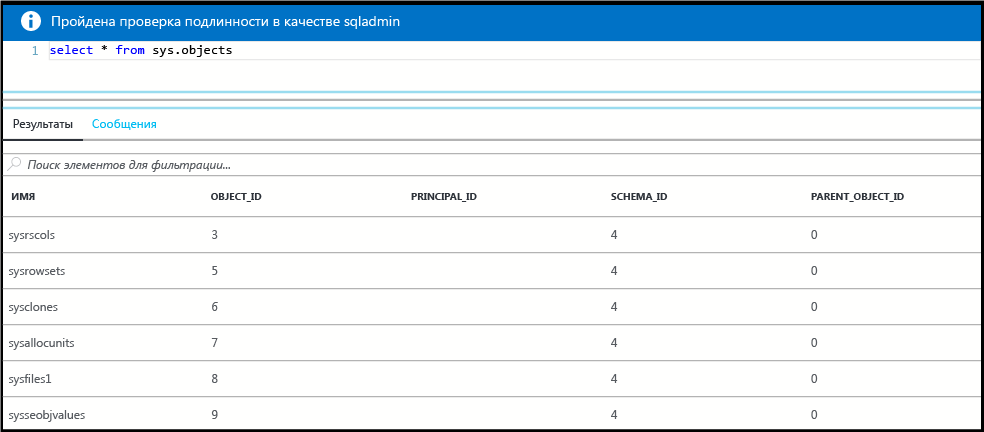 Пройдена проверка подлинности в качестве sqladmin
1 select * from sys.objects
Результаты Сообщения
Поиск элементов для фильтрации...
ИМЯ OBJECT_ID PRINCIPAL_ID SCHEMA_ID PARENT_OBJECT_ID
sysrscols 3 4 0
sysrowsets 5 4 0
sysclones 6 4 0
sysallocunits 7 4 0
sysfiles1 8 4 0
sysseobjvalues 9 4 0